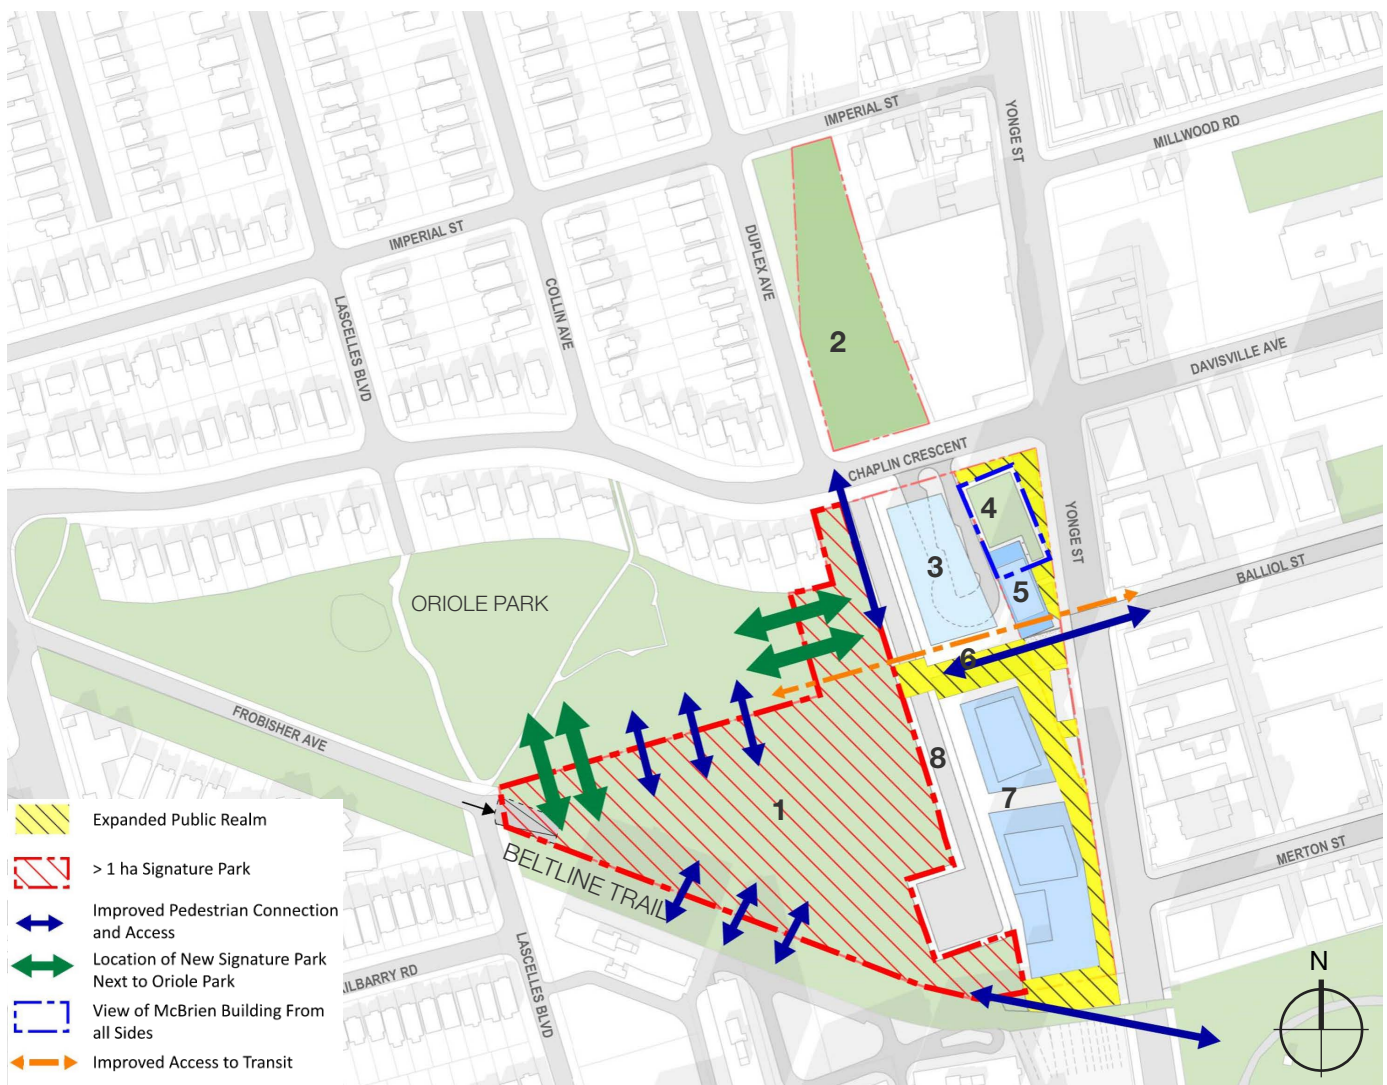 IMPERIAL ST
YONGE ST
MILLWOOD RD
IMPERIAL ST
DUPLEX AVE
COLLIN AVE
LASCELLES BLVD
2
DAVISVILLE AVE
CHAPLIN CRESCENT
4
YONGE ST
3
5
BALLIOL ST
ORIOLE PARK
6
FROBISHER AVE
8
7
1
MERTON ST
BELTLINE TRAIL
LASCELLES BLVD
KILBARRY RD
N
Expanded Public Realm
> 1 ha Signature Park
Improved Pedestrian Connection
and Access
Location of New Signature Park
Next to Oriole Park
View of McBrien Building From
all Sides
Improved Access to Transit